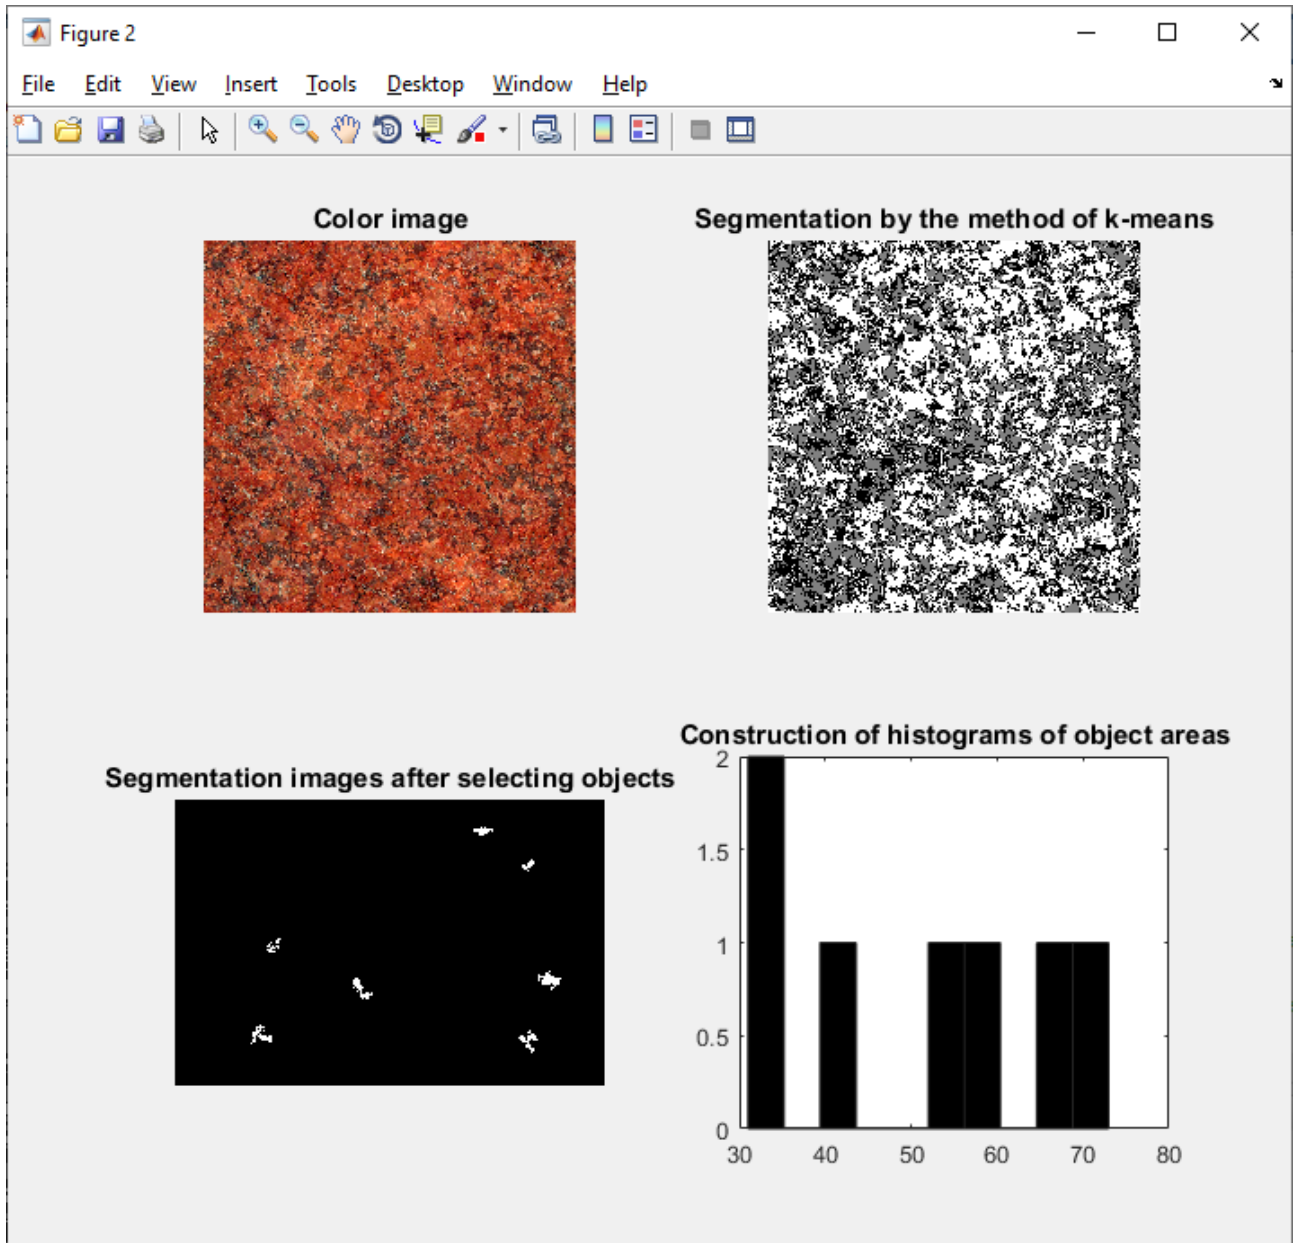 Figure 2
File Edit View Insert Tools Desktop Window Help
Color image
Segmentation by the method of k-means
Segmentation images after selecting objects
Construction of histograms of object areas
2
1.5
1
0.5
0
30 40 50 60 70 80